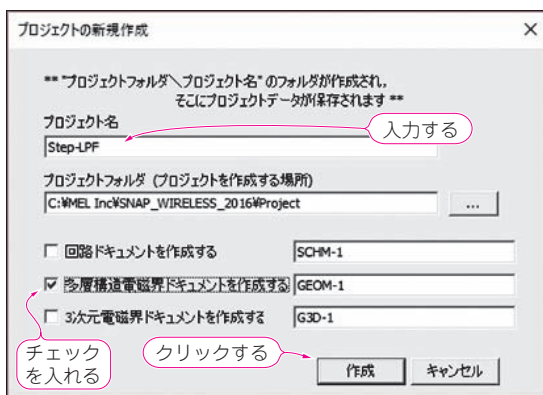 プロジェクトの新規作成
** "プロジェクトフォルダ＼プロジェクト名" のフォルダが作成され,
そこにプロジェクトデータが保存されます **
プロジェクト名
入力する
Step-LPF
プロジェクトフォルダ (プロジェクトを作成する場所)
C:¥MEL Inc¥SNAP_WIRELESS_2016¥Project
...
回路ドキュメントを作成する
SCHM-1
多層構造電磁界ドキュメントを作成する
GEOM-1
3次元電磁界ドキュメントを作成する
G3D-1
チェック
を入れる
クリックする
作成
キャンセル